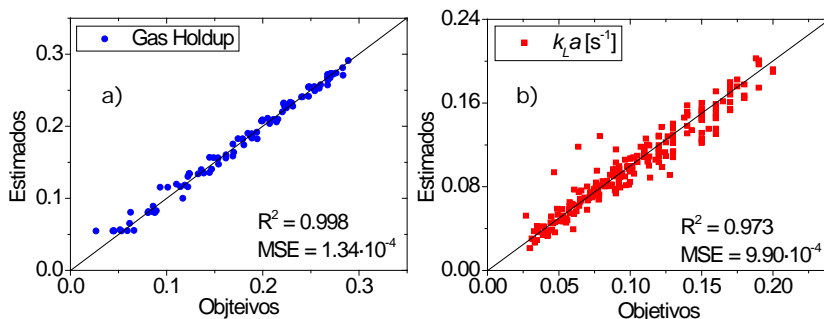 Gas Holdup
a)
Estimados
0.3
0.2
0.1
0.0
R² = 0.998
MSE = 1.34·10⁻⁴
0.0 0.1 0.2 0.3
Objteivos
k_L a [s⁻¹]
b)
Estimados
0.24
0.16
0.08
0.00
R² = 0.973
MSE = 9.90·10⁻⁴
0.00 0.05 0.10 0.15 0.20
Objetivos